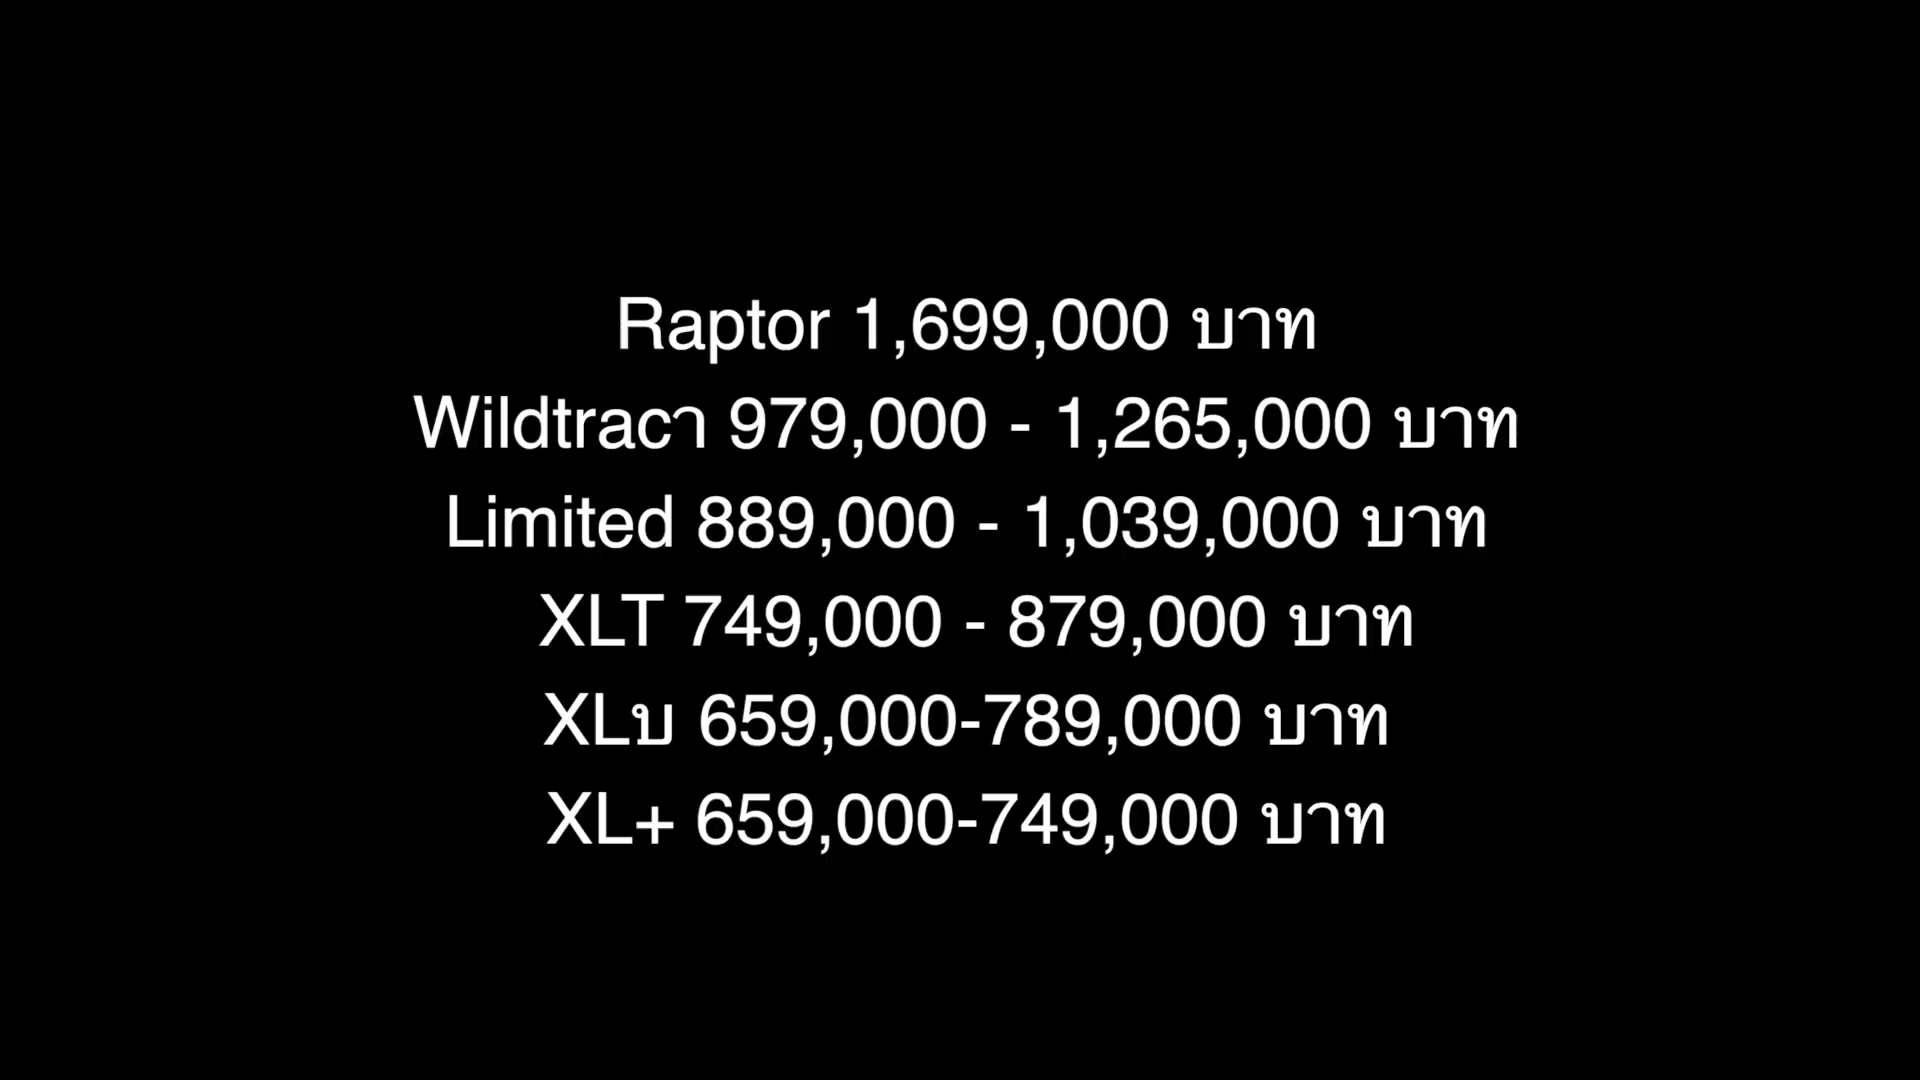 Raptor 1,699,000 บาท
Wildtracา 979,000 - 1,265,000 บาท
Limited 889,000 - 1,039,000 บาท
XLT 749,000 - 879,000 บาท
XLบ 659,000-789,000 บาท
XL+ 659,000-749,000 บาท